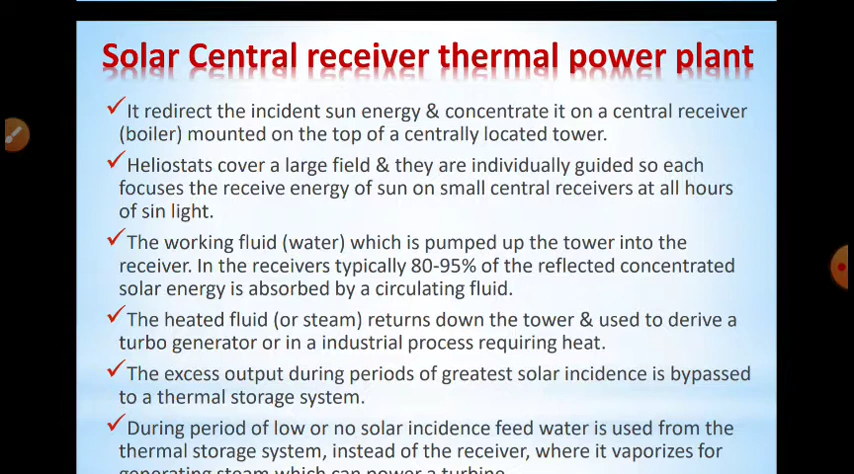 Solar Central receiver thermal power plant
✓It redirect the incident sun energy & concentrate it on a central receiver
(boiler) mounted on the top of a centrally located tower.
✓Heliostats cover a large field & they are individually guided so each
focuses the receive energy of sun on small central receivers at all hours
of sin light.
✓The working fluid (water) which is pumped up the tower into the
receiver. In the receivers typically 80-95% of the reflected concentrated
solar energy is absorbed by a circulating fluid.
✓The heated fluid (or steam) returns down the tower & used to derive a
turbo generator or in a industrial process requiring heat.
✓The excess output during periods of greatest solar incidence is bypassed
to a thermal storage system.
✓During period of low or no solar incidence feed water is used from the
thermal storage system, instead of the receiver, where it vaporizes for
generating steam which can power a turbine.